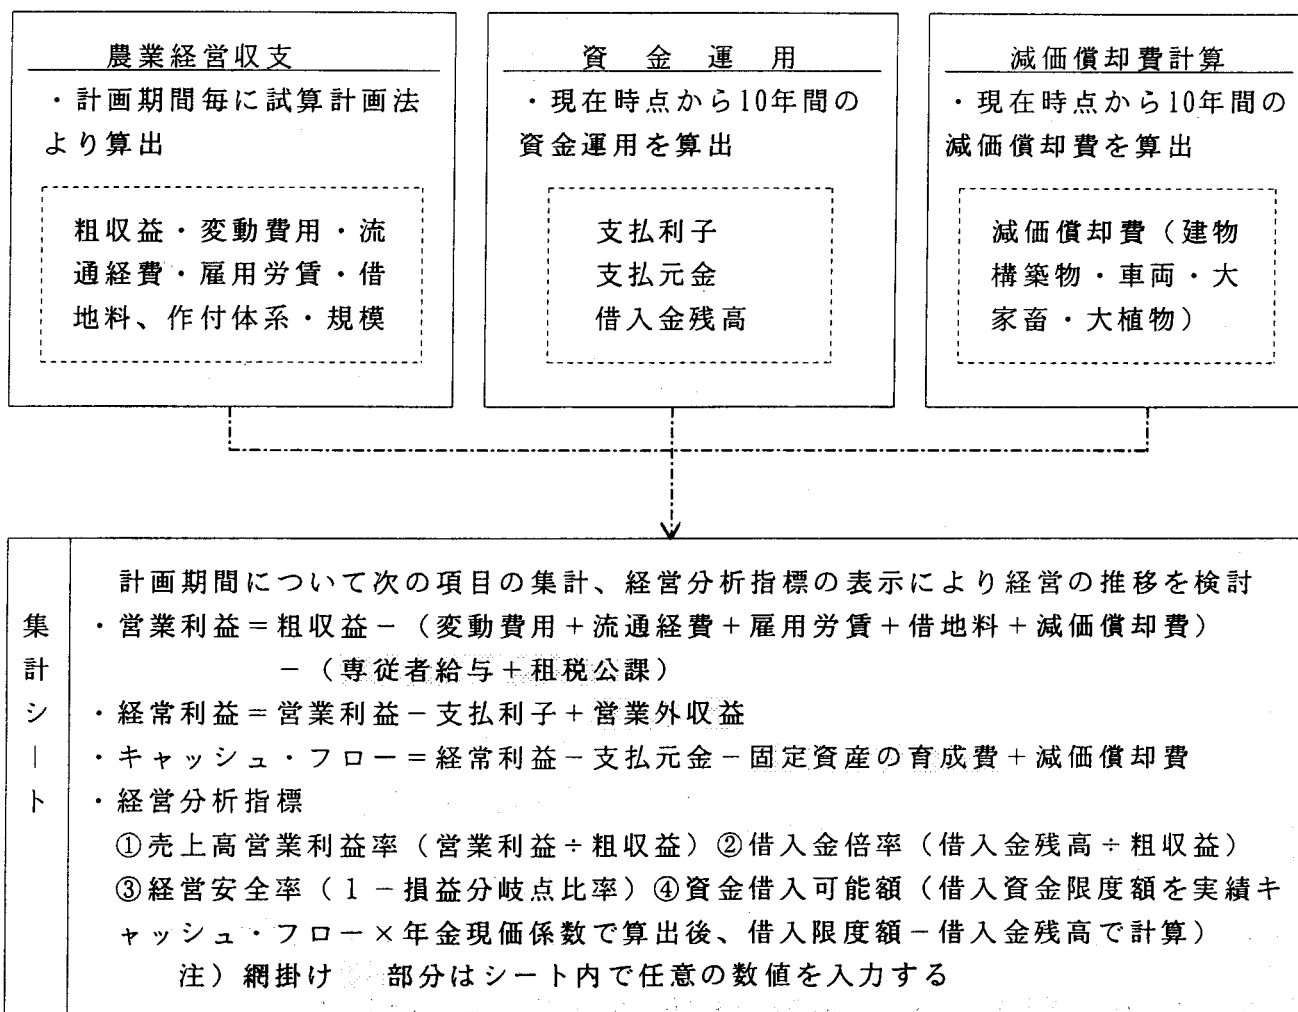 農業経営収支
・計画期間毎に試算計画法
より算出
粗収益・変動費用・流
通経費・雇用労賃・借
地料、作付体系・規模
資金運用
・現在時点から10年間の
資金運用を算出
支払利子
支払元金
借入金残高
減価償却費計算
・現在時点から10年間の
減価償却費を算出
減価償却費（建物
構築物・車両・大
家畜・大植物）
集計シート
計画期間について次の項目の集計、経営分析指標の表示により経営の推移を検討
・営業利益＝粗収益－（変動費用＋流通経費＋雇用労賃＋借地料＋減価償却費）
－（専従者給与＋租税公課）
・経常利益＝営業利益－支払利子＋営業外収益
・キャッシュ・フロー＝経常利益－支払元金－固定資産の育成費＋減価償却費
・経営分析指標
①売上高営業利益率（営業利益÷粗収益）②借入金倍率（借入金残高÷粗収益）
③経営安全率（1－損益分岐点比率）④資金借入可能額（借入資金限度額を実績キ
ャッシュ・フロー×年金現価係数で算出後、借入限度額－借入金残高で計算）
注）網掛け　部分はシート内で任意の数値を入力する